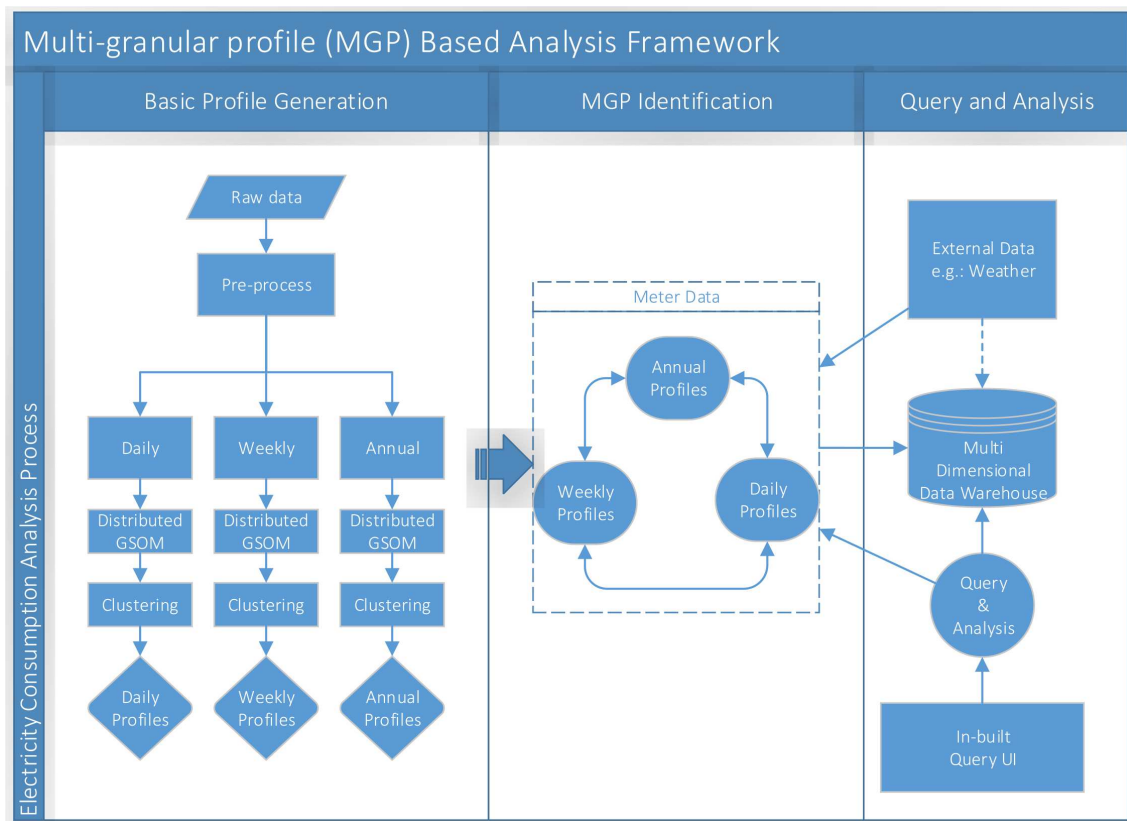 Multi-granular profile (MGP) Based Analysis Framework
Electricity Consumption Analysis Process
Basic Profile Generation
MGP Identification
Query and Analysis
Raw data
Pre-process
Daily
Weekly
Annual
Distributed
GSOM
Distributed
GSOM
Distributed
GSOM
Clustering
Clustering
Clustering
Daily
Profiles
Weekly
Profiles
Annual
Profiles
Meter Data
Annual
Profiles
Weekly
Profiles
Daily
Profiles
External Data
e.g.: Weather
Multi
Dimensional
Data Warehouse
Query
&
Analysis
In-built
Query UI